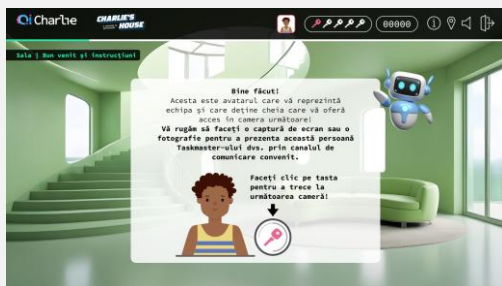 Qi Charlie
CHARLIE'S
HOUSE
00000
Sala | Bun venit și instrucțiuni
Bine făcut!
Acesta este avatarul care vă reprezintă
echipa și care deține cheia care vă oferă
acces in camera următoare!
Vă rugăm să faceți o captură de ecran sau o
fotografie pentru a prezenta această persoană
Taskmaster-ului dvs. prin canalul de
comunicare convenit.
Faceți clic pe tasta
pentru a trece la
următoarea cameră!